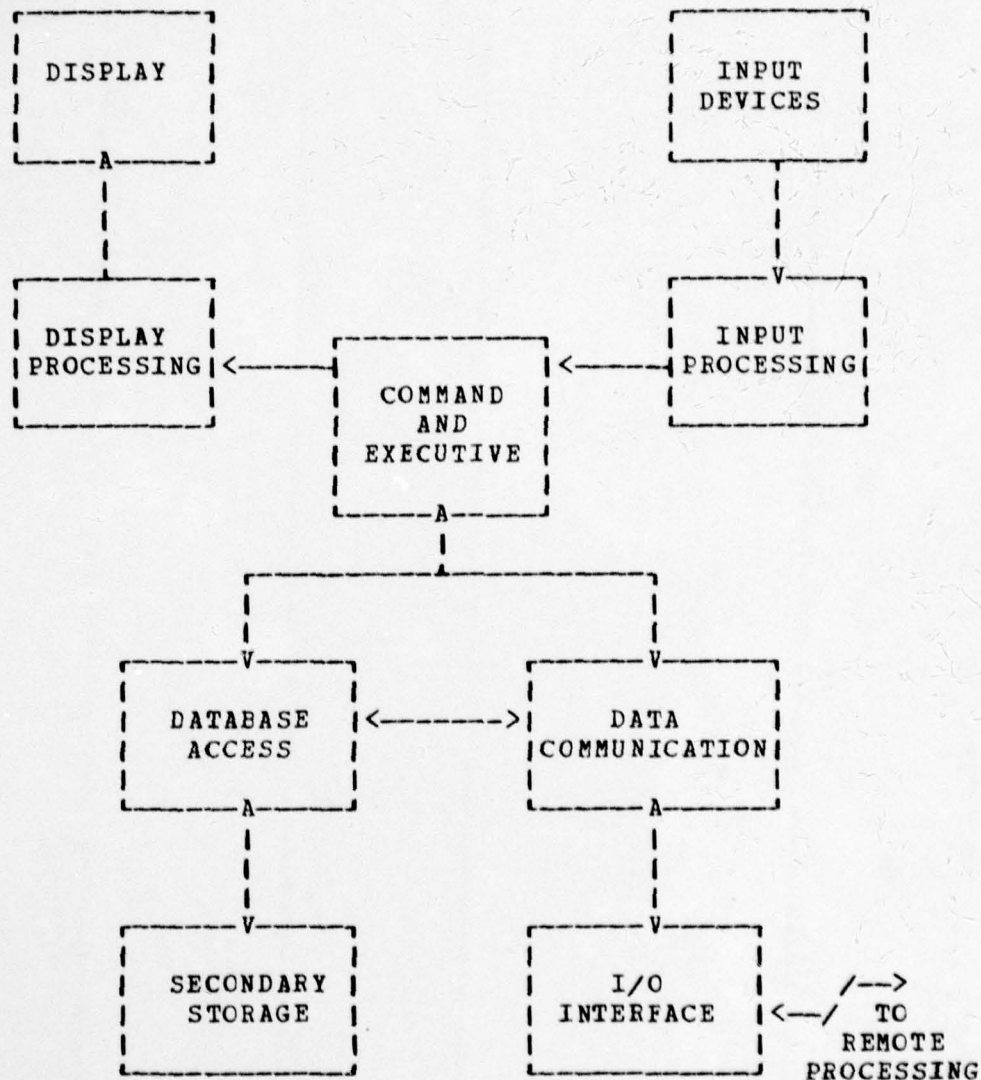 DISPLAY
INPUT
DEVICES
DISPLAY
PROCESSING
INPUT
PROCESSING
COMMAND
AND
EXECUTIVE
DATABASE
ACCESS
DATA
COMMUNICATION
SECONDARY
STORAGE
I/O
INTERFACE
TO
REMOTE
PROCESSING